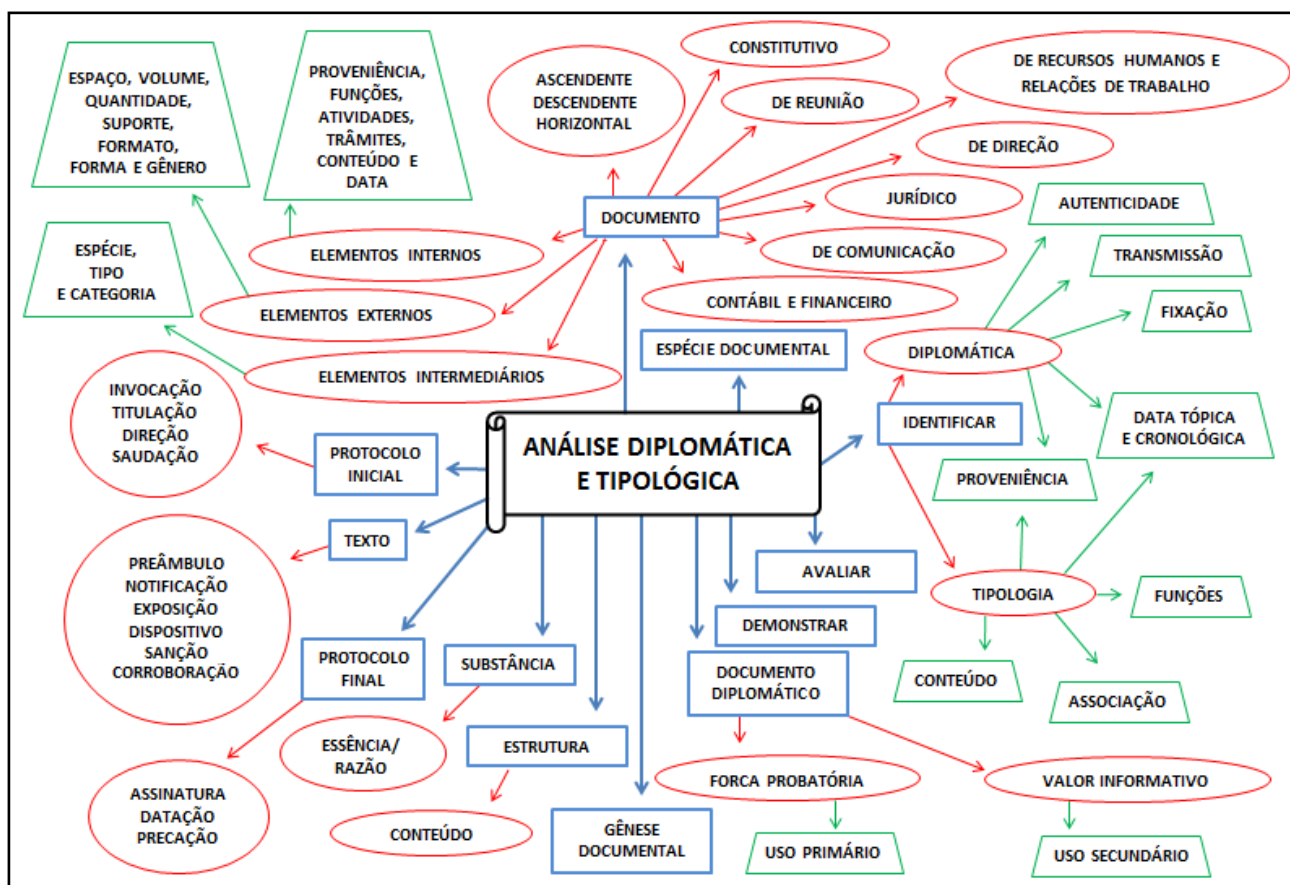 CONSTITUTIVO
DE RECURSOS HUMANOS E
RELAÇÕES DE TRABALHO
ESPAÇO, VOLUME,
QUANTIDADE,
SUPORTE,
FORMATO,
FORMA E GÊNERO
PROVENIÊNCIA,
FUNÇÕES,
ATIVIDADES,
TRÂMITES,
CONTEÚDO E
DATA
ASCENDENTE
DESCENDENTE
HORIZONTAL
DE REUNIÃO
DE DIREÇÃO
DOCUMENTO
JURÍDICO
AUTENTICIDADE
ESPÉCIE,
TIPO
E CATEGORIA
ELEMENTOS INTERNOS
DE COMUNICAÇÃO
TRANSMISSÃO
ELEMENTOS EXTERNOS
CONTÁBIL E FINANCEIRO
FIXAÇÃO
ESPÉCIE DOCUMENTAL
DIPLOMÁTICA
ELEMENTOS INTERMEDIÁRIOS
INVOCAÇÃO
TITULAÇÃO
DIREÇÃO
SAUDAÇÃO
PROTOCOLO
INICIAL
ANÁLISE DIPLOMÁTICA
E TIPOLÓGICA
IDENTIFICAR
DATA TÓPICA
E CRONOLÓGICA
PROVENIÊNCIA
TEXTO
PREÂMBULO
NOTIFICAÇÃO
EXPOSIÇÃO
DISPOSITIVO
SANÇÃO
CORROBORAÇÃO
AVALIAR
TIPOLOGIA
FUNÇÕES
DEMONSTRAR
PROTOCOLO
FINAL
SUBSTÂNCIA
DOCUMENTO
DIPLOMÁTICO
CONTEÚDO
ASSOCIAÇÃO
ESSÊNCIA/
RAZÃO
ESTRUTURA
FORCA PROBATÓRIA
VALOR INFORMATIVO
ASSINATURA
DATAÇÃO
PRECAÇÃO
CONTEÚDO
GÊNESE
DOCUMENTAL
USO PRIMÁRIO
USO SECUNDÁRIO